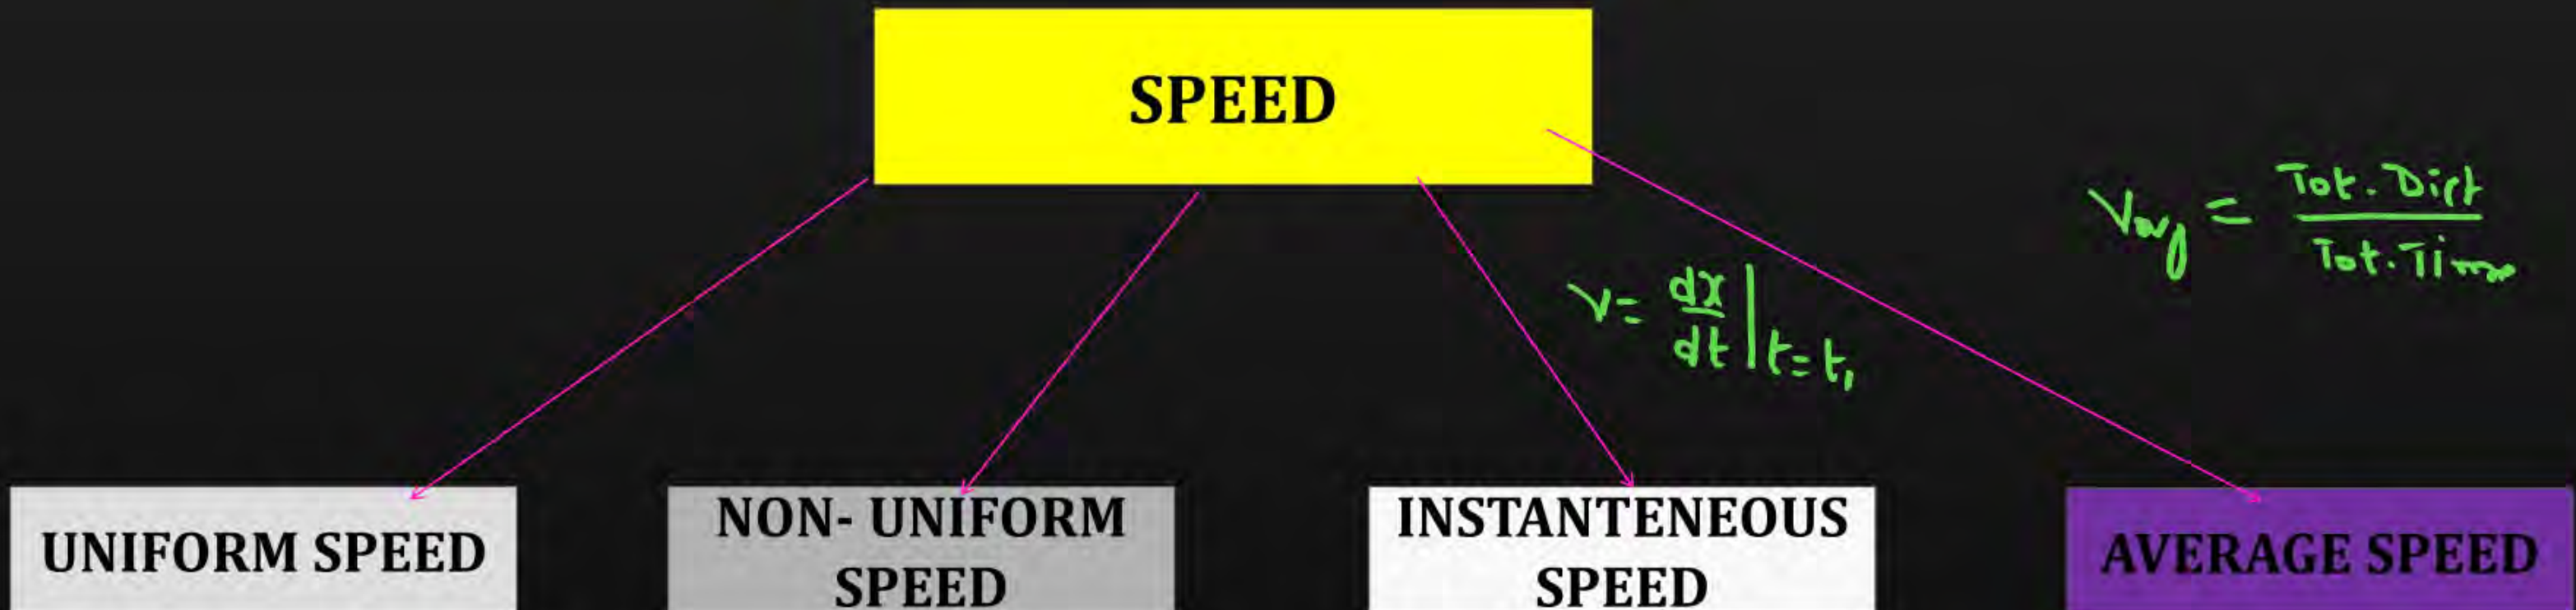 SPEED
Vavg = Tot. Dist / Tot. Time
v = dx/dt | t = t₁
UNIFORM SPEED
NON- UNIFORM
SPEED
INSTANTENEOUS
SPEED
AVERAGE SPEED